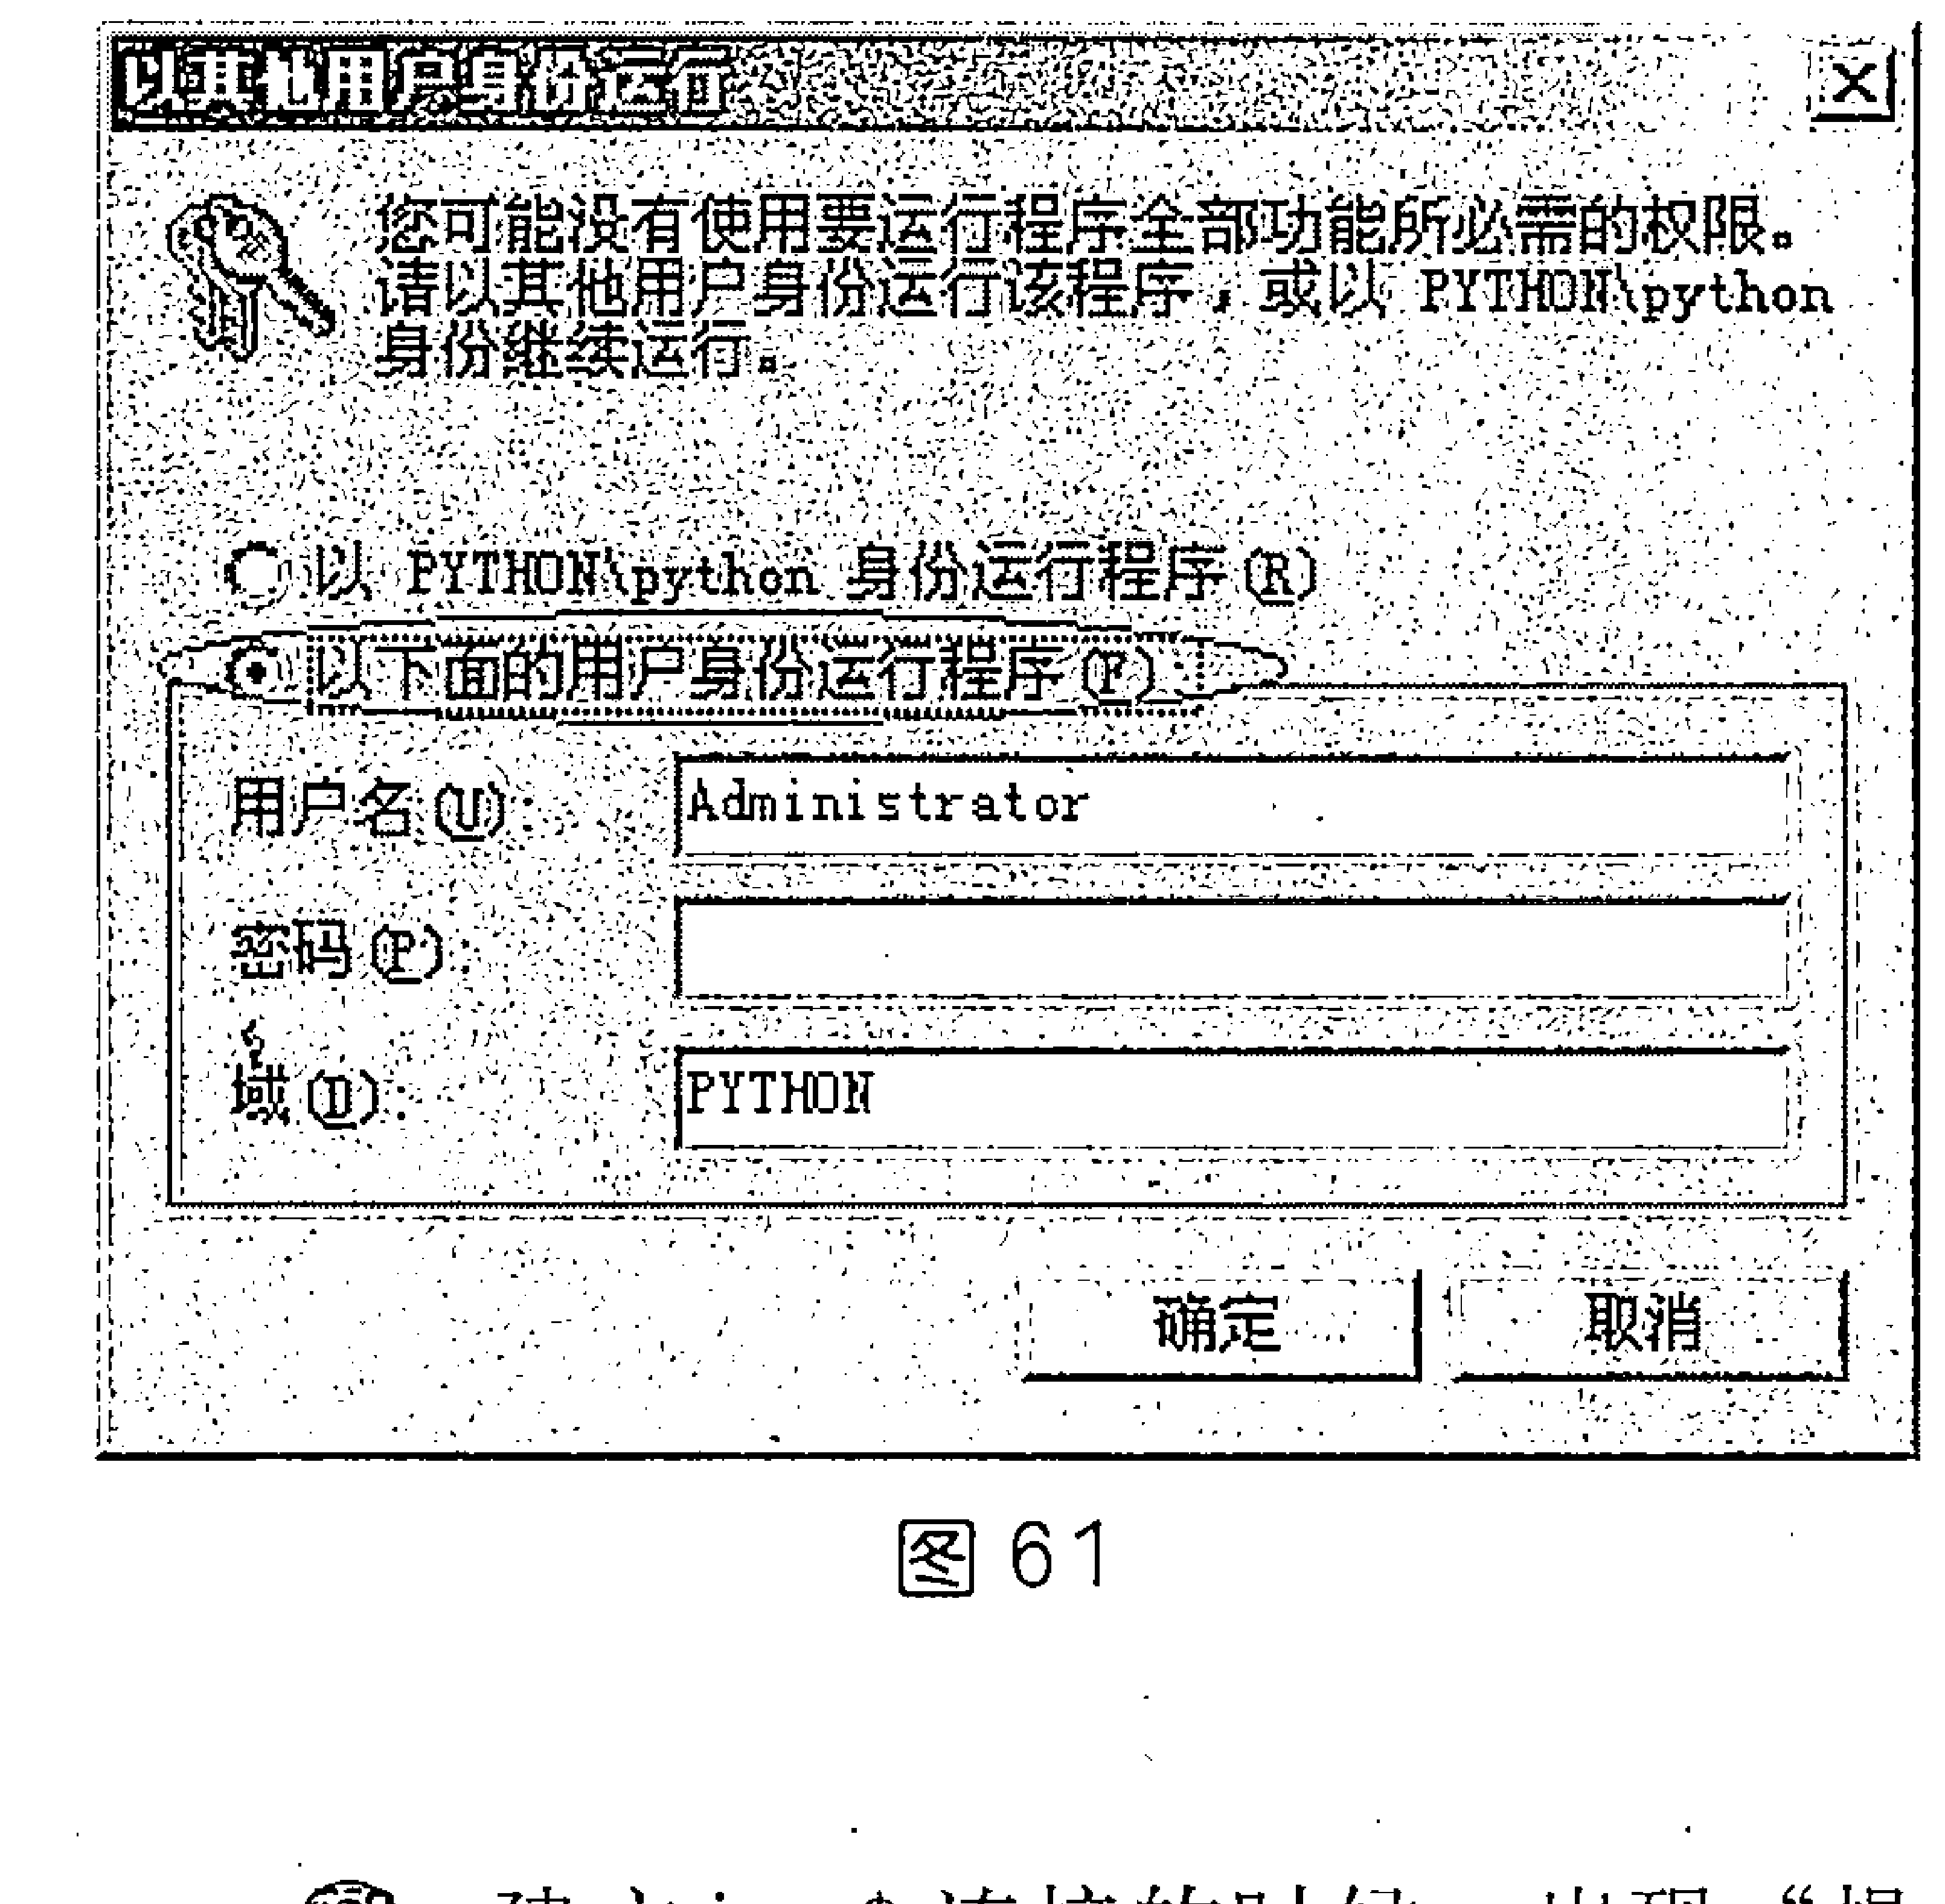 以其他用户身份运行
您可能没有使用要运行程序全部功能所必需的权限。
请以其他用户身份运行该程序，或以 PYTHON\python
身份继续运行。
以 PYTHON\python 身份运行程序(R)
以下面的用户身份运行程序(F)
用户名(U): Administrator
密码(P):
域(D): PYTHON
确定 取消
图 61